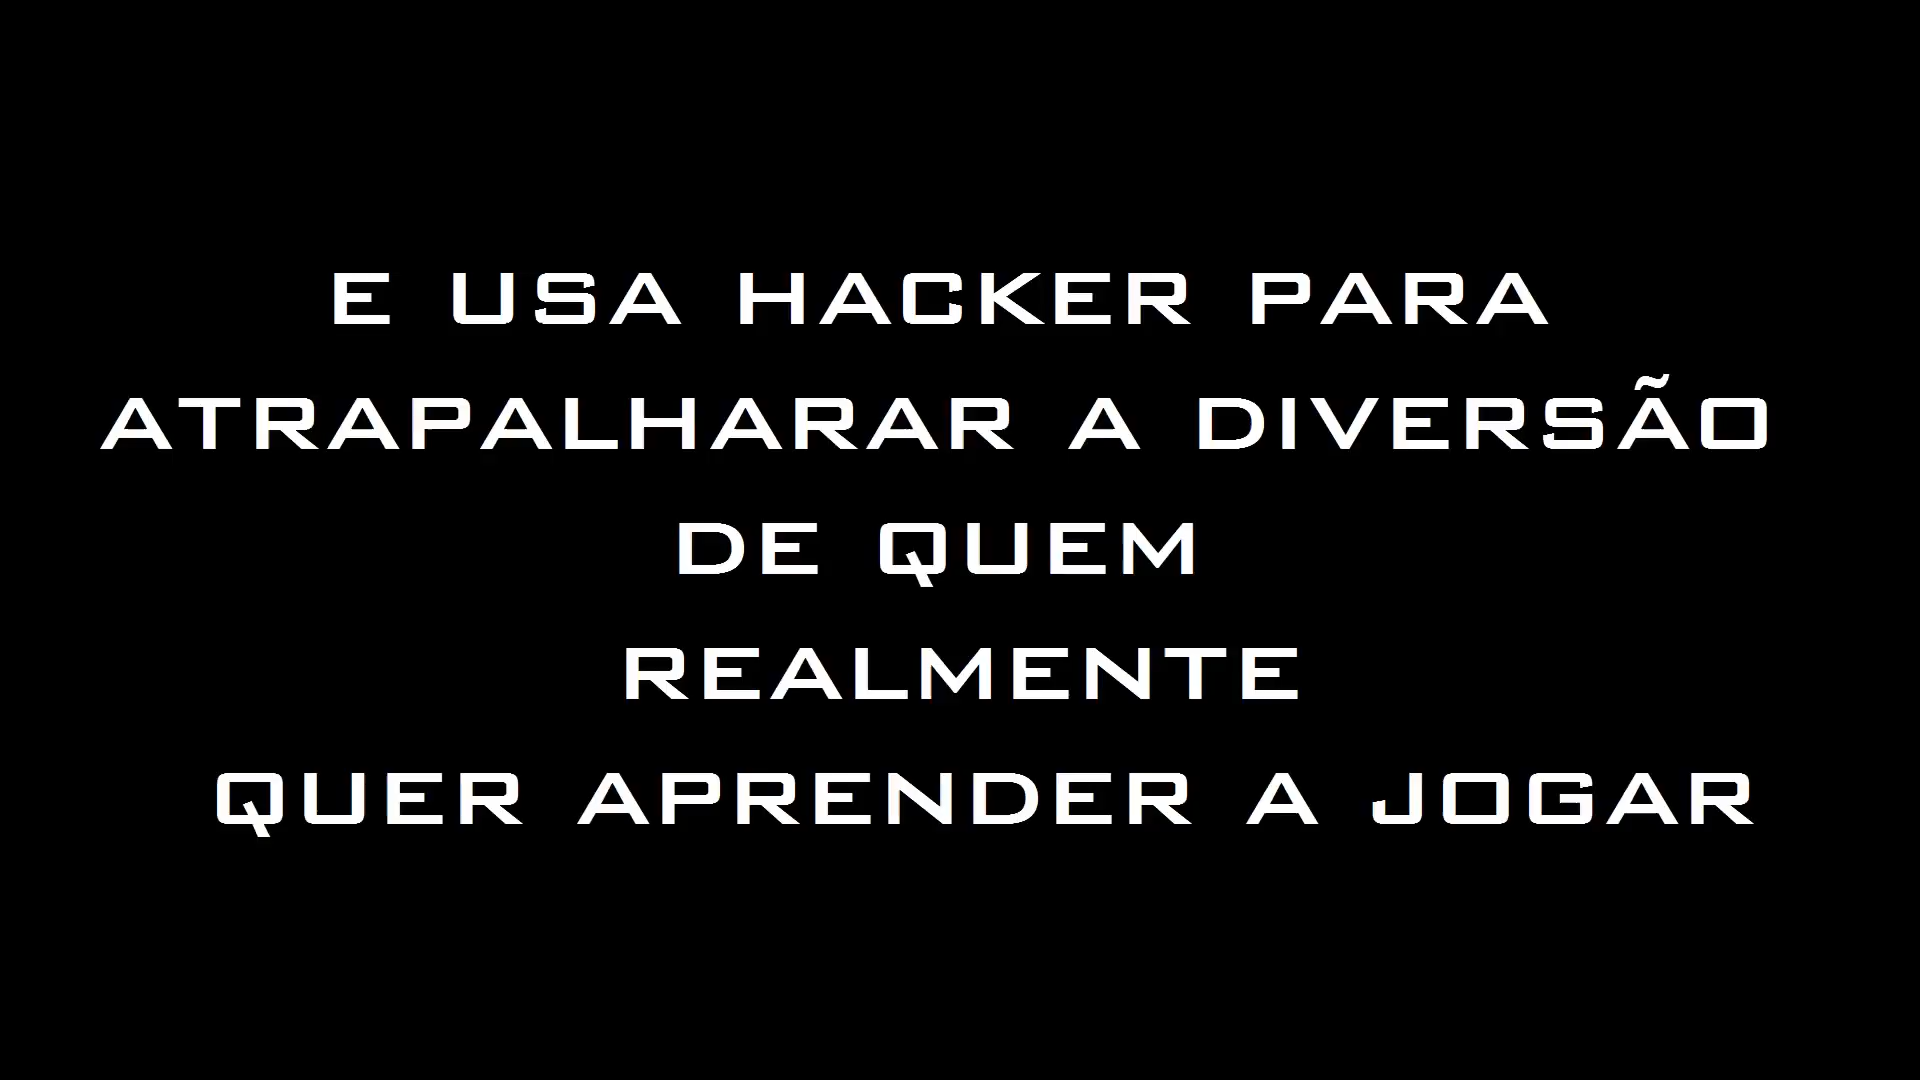 E USA HACKER PARA
ATRAPALHARAR A DIVERSÃO
DE QUEM
REALMENTE
QUER APRENDER A JOGAR